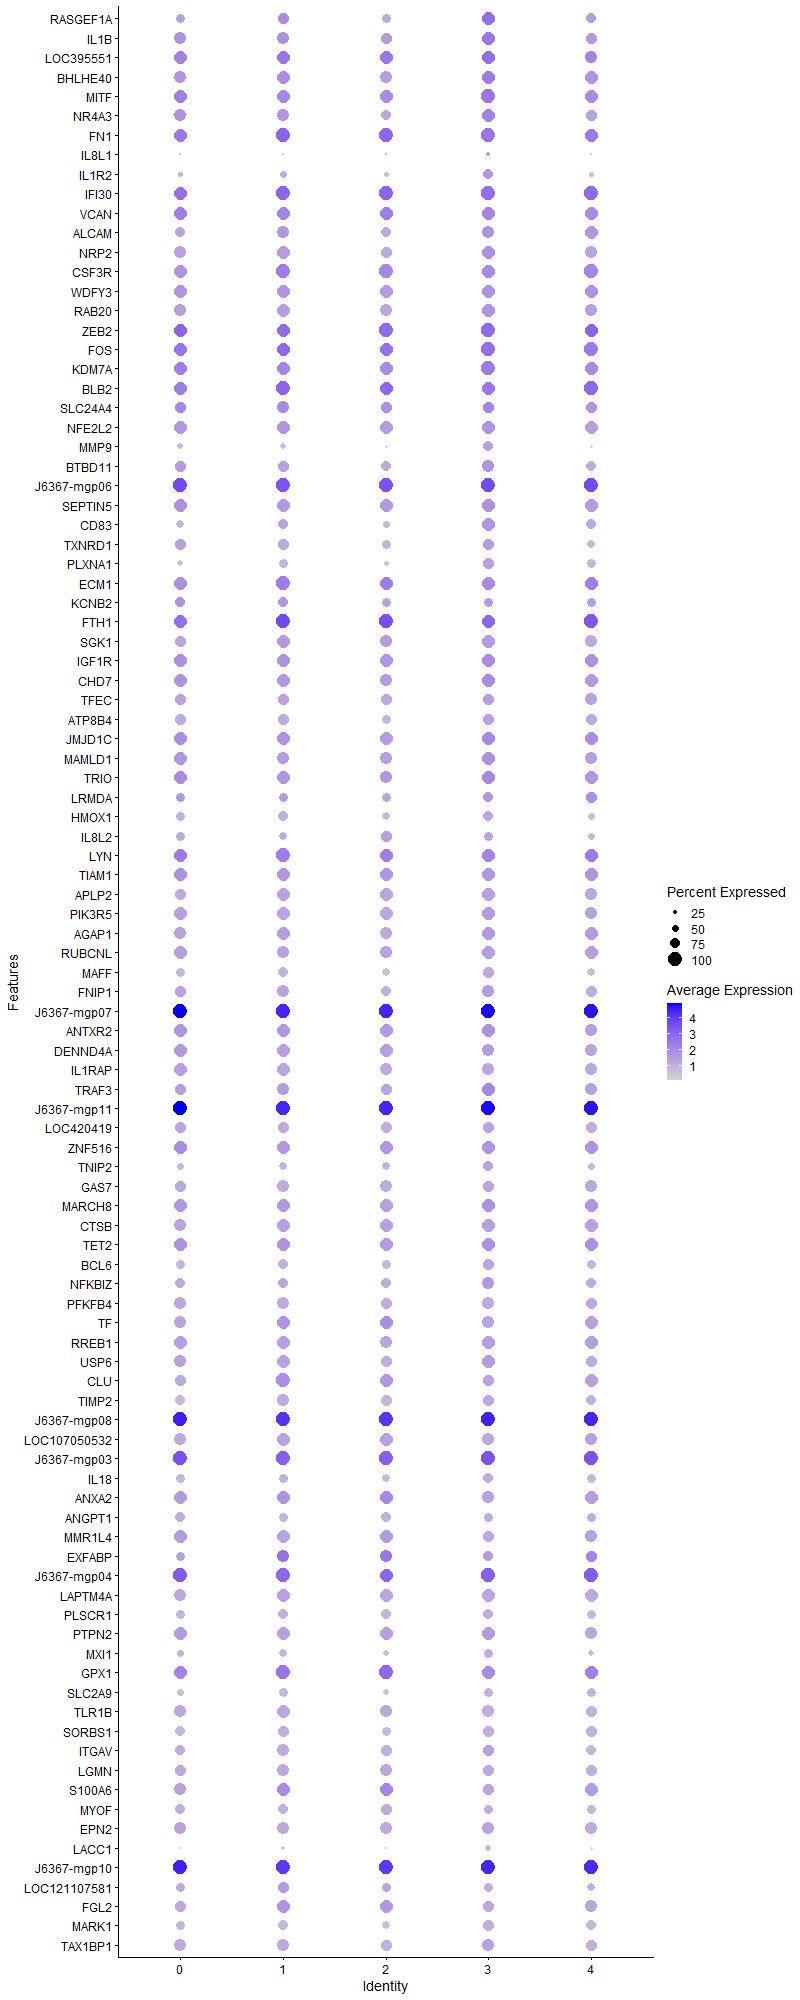 RASGEF1A
IL1B
LOC395551
BHLHE40
MITF
NR4A3
FN1
IL8L1
IL1R2
IFI30
VCAN
ALCAM
NRP2
CSF3R
WDFY3
RAB20
ZEB2
FOS
KDM7A
BLB2
SLC24A4
NFE2L2
MMP9
BTBD11
J6367-mgp06
SEPTIN5
CD83
TXNRD1
PLXNA1
ECM1
KCNB2
FTH1
SGK1
IGF1R
CHD7
TFEC
ATP8B4
JMJD1C
MAMLD1
TRIO
LRMDA
HMOX1
IL8L2
LYN
TIAM1
APLP2
PIK3R5
AGAP1
RUBCNL
MAFF
FNIP1
J6367-mgp07
ANTXR2
DENND4A
IL1RAP
TRAF3
J6367-mgp11
LOC420419
ZNF516
TNIP2
GAS7
MARCH8
CTSB
TET2
BCL6
NFKBIZ
PFKFB4
TF
RREB1
USP6
CLU
TIMP2
J6367-mgp08
LOC107050532
J6367-mgp03
IL18
ANXA2
ANGPT1
MMR1L4
EXFABP
J6367-mgp04
LAPTM4A
PLSCR1
PTPN2
MXI1
GPX1
SLC2A9
TLR1B
SORBS1
ITGAV
LGMN
S100A6
MYOF
EPN2
LACC1
J6367-mgp10
LOC121107581
FGL2
MARK1
TAX1BP1
Features
0 1 2 3 4
Identity
Percent Expressed
25
50
75
100
Average Expression
4
3
2
1